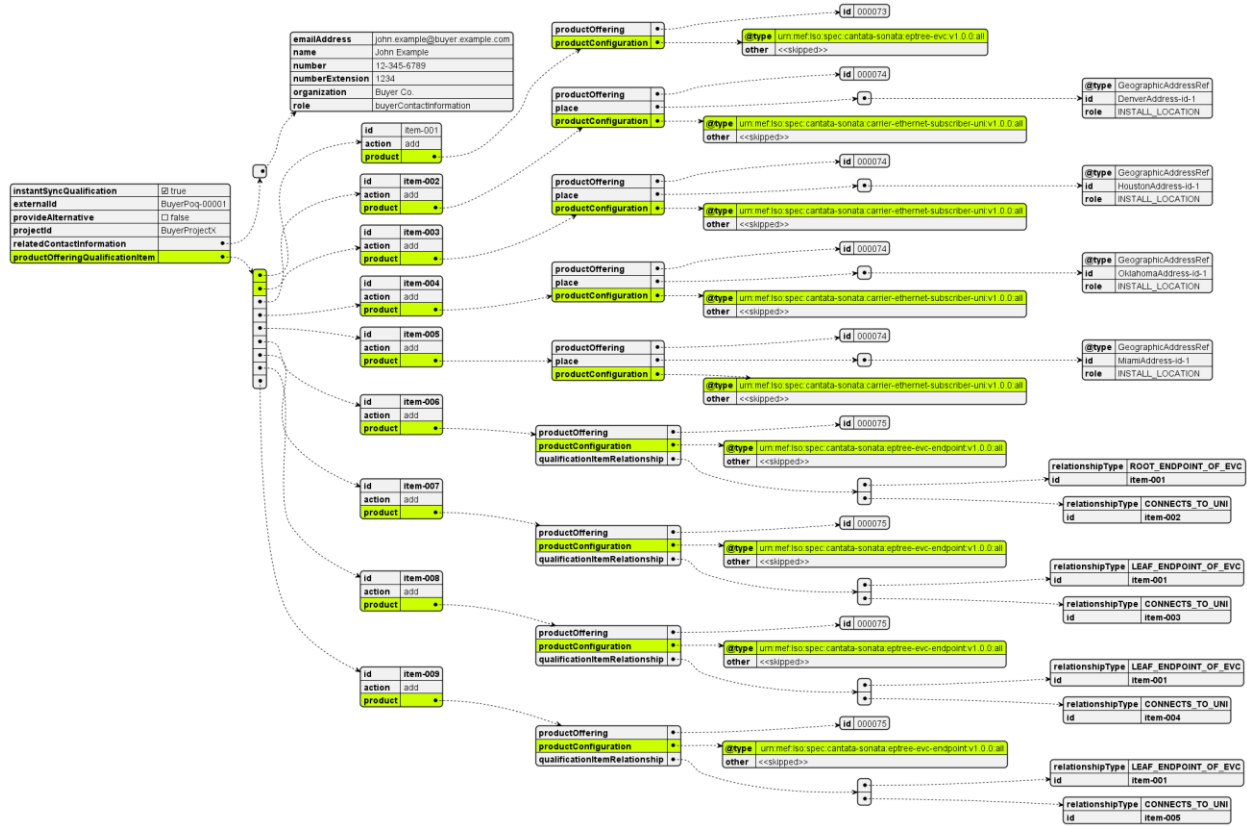 instantSyncQualification ☑ true
externalId BuyerPoq-00001
provideAlternative ☐ false
projectId BuyerProjectX
relatedContactInformation
productOfferingQualificationItem
emailAddress john.example@buyer.example.com
name John Example
number 12-345-6789
numberExtension 1234
organization Buyer Co.
role buyerContactInformation
id item-001
action add
product
productOffering
productConfiguration
id 000073
@type urn:mef:lso:spec:cantata-sonata:eptree-evc:v1.0.0:all
other <<skipped>>
id item-002
action add
product
productOffering
place
productConfiguration
id 000074
@type GeographicAddressRef
id DenverAddress-id-1
role INSTALL_LOCATION
@type urn:mef:lso:spec:cantata-sonata:carrier-ethernet-subscriber-uni:v1.0.0:all
other <<skipped>>
id item-003
action add
product
productOffering
place
productConfiguration
id 000074
@type GeographicAddressRef
id HoustonAddress-id-1
role INSTALL_LOCATION
@type urn:mef:lso:spec:cantata-sonata:carrier-ethernet-subscriber-uni:v1.0.0:all
other <<skipped>>
id item-004
action add
product
productOffering
place
productConfiguration
id 000074
@type GeographicAddressRef
id OklahomaAddress-id-1
role INSTALL_LOCATION
@type urn:mef:lso:spec:cantata-sonata:carrier-ethernet-subscriber-uni:v1.0.0:all
other <<skipped>>
id item-005
action add
product
productOffering
place
productConfiguration
id 000074
@type GeographicAddressRef
id MiamiAddress-id-1
role INSTALL_LOCATION
@type urn:mef:lso:spec:cantata-sonata:carrier-ethernet-subscriber-uni:v1.0.0:all
other <<skipped>>
id item-006
action add
product
productOffering
productConfiguration
qualificationItemRelationship
id 000075
@type urn:mef:lso:spec:cantata-sonata:eptree-evc-endpoint:v1.0.0:all
other <<skipped>>
relationshipType ROOT_ENDPOINT_OF_EVC
id item-001
relationshipType CONNECTS_TO_UNI
id item-002
id item-007
action add
product
productOffering
productConfiguration
qualificationItemRelationship
id 000075
@type urn:mef:lso:spec:cantata-sonata:eptree-evc-endpoint:v1.0.0:all
other <<skipped>>
relationshipType LEAF_ENDPOINT_OF_EVC
id item-001
relationshipType CONNECTS_TO_UNI
id item-003
id item-008
action add
product
productOffering
productConfiguration
qualificationItemRelationship
id 000075
@type urn:mef:lso:spec:cantata-sonata:eptree-evc-endpoint:v1.0.0:all
other <<skipped>>
relationshipType LEAF_ENDPOINT_OF_EVC
id item-001
relationshipType CONNECTS_TO_UNI
id item-004
id item-009
action add
product
productOffering
productConfiguration
qualificationItemRelationship
id 000075
@type urn:mef:lso:spec:cantata-sonata:eptree-evc-endpoint:v1.0.0:all
other <<skipped>>
relationshipType LEAF_ENDPOINT_OF_EVC
id item-001
relationshipType CONNECTS_TO_UNI
id item-005